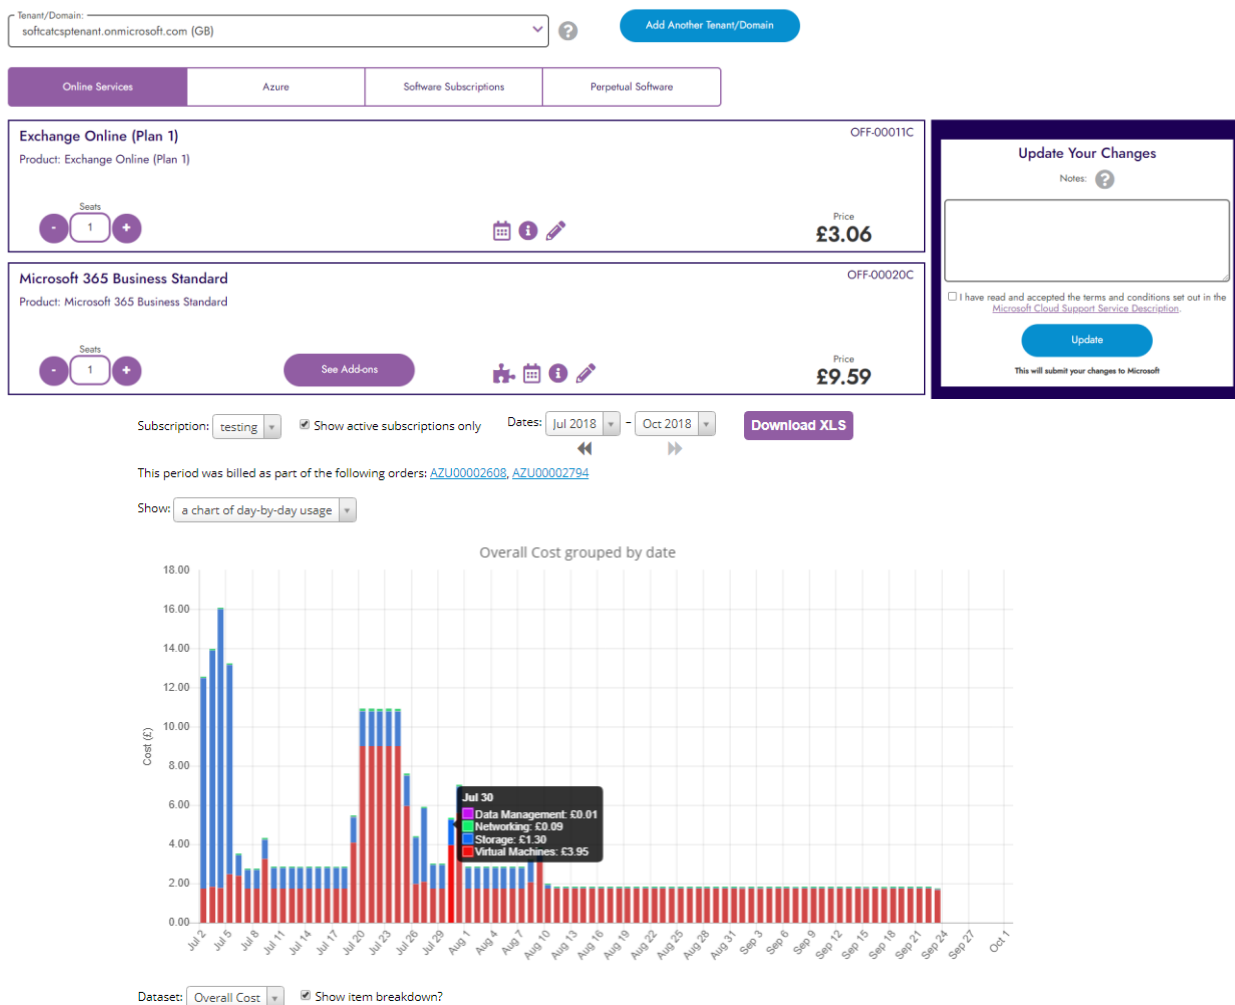 Tenant/Domain:
softcatcsptenant.onmicrosoft.com (GB)
?
Add Another Tenant/Domain
Online Services
Azure
Software Subscriptions
Perpetual Software
Exchange Online (Plan 1)
OFF-00011C
Product: Exchange Online (Plan 1)
Seats
- 1 +
Price
£3.06
Microsoft 365 Business Standard
OFF-00020C
Product: Microsoft 365 Business Standard
Seats
- 1 +
See Add-ons
Price
£9.59
Update Your Changes
Notes: ?
I have read and accepted the terms and conditions set out in the
Microsoft Cloud Support Service Description.
Update
This will submit your changes to Microsoft
Subscription: testing
Show active subscriptions only
Dates: Jul 2018 – Oct 2018
Download XLS
This period was billed as part of the following orders: AZU00002608, AZU00002794
Show: a chart of day-by-day usage
Overall Cost grouped by date
Cost (£)
18.00
16.00
14.00
12.00
10.00
8.00
6.00
4.00
2.00
0.00
Jul 30
Data Management: £0.01
Networking: £0.09
Storage: £1.30
Virtual Machines: £3.95
Jul 2
Jul 5
Jul 8
Jul 11
Jul 14
Jul 17
Jul 20
Jul 23
Jul 26
Jul 29
Aug 1
Aug 4
Aug 7
Aug 10
Aug 13
Aug 16
Aug 19
Aug 22
Aug 25
Aug 28
Aug 31
Sep 3
Sep 6
Sep 9
Sep 12
Sep 15
Sep 18
Sep 21
Sep 24
Sep 27
Oct 1
Dataset: Overall Cost
Show item breakdown?